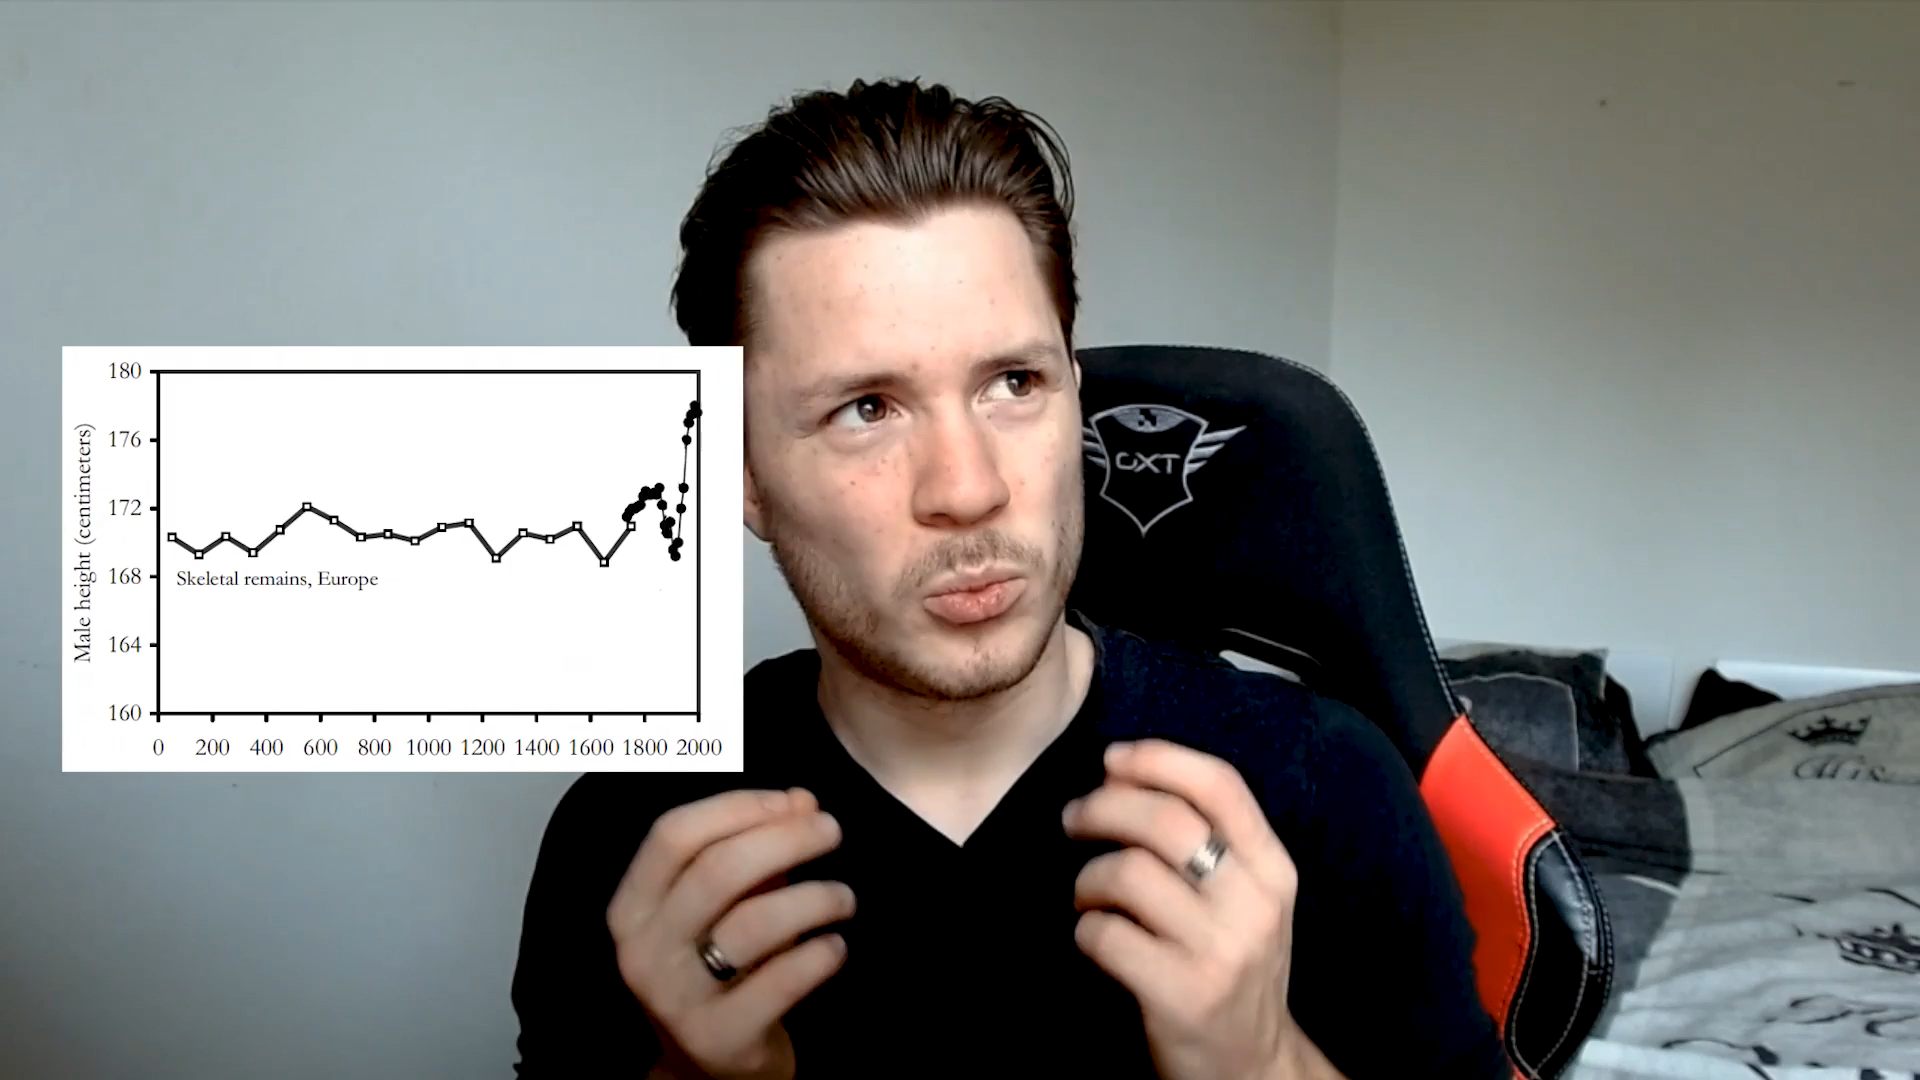 180
176
172
168
164
160
Male height (centimeters)
Skeletal remains, Europe
0 200 400 600 800 1000 1200 1400 1600 1800 2000
GXT